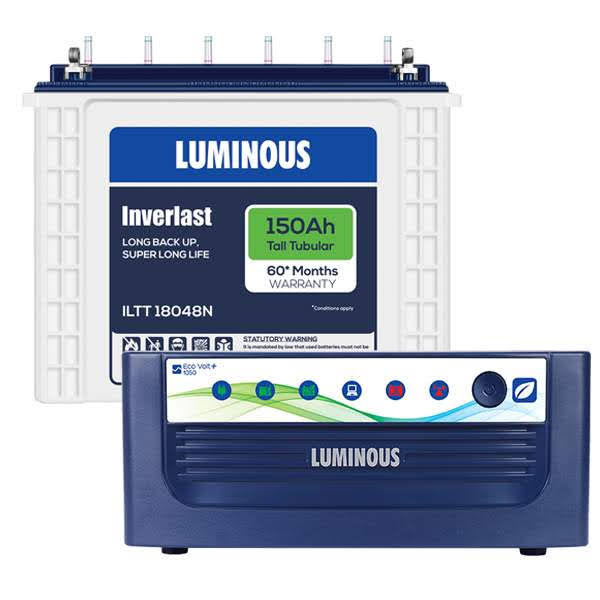 LUMINOUS
Inverlast
LONG BACK UP,
SUPER LONG LIFE
150Ah
Tall Tubular
60* Months
WARRANTY
*Conditions apply
ILTT 18048N
STATUTORY WARNING
It is mandated by law that used batteries must not be
Eco Volt+
1050
LUMINOUS